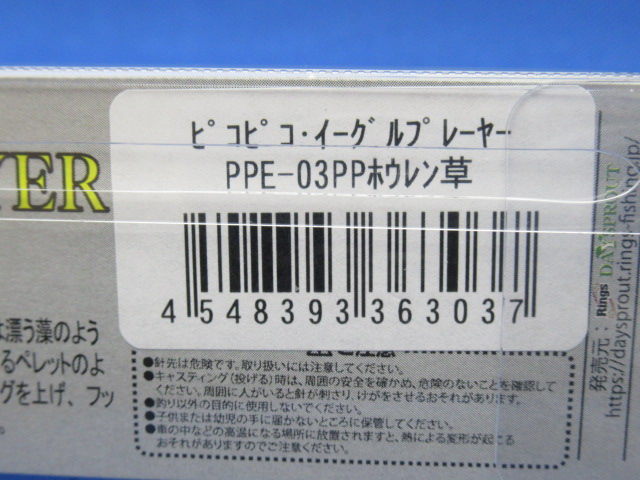 ﾋﾟｺﾋﾟｺ･ｲｰｸﾞﾙﾌﾟﾚｰﾔｰ
PPE-03PPﾎｳﾚﾝ草
YER
4 548393 363037
漂う藻のよう
るペレットのよ
グを上げ、フッ
●針先は危険です。取り扱いには注意してください。
●キャスティング(投げる)時は、周囲の安全を確かめ、危険のないことを確認して
ください。周囲に人がいると針が刺さり、けがをさせるおそれがあります。
●釣り以外の目的に使用しないでください。
●子供または幼児の手に届かないところに保管してください。
●車の中などの高温になる場所に放置されますと、熱による変形が起こる
おそれがありますのでご注意ください。
発売元: Rings DAYSPROUT
https://daysprout.rings-fishing.jp/